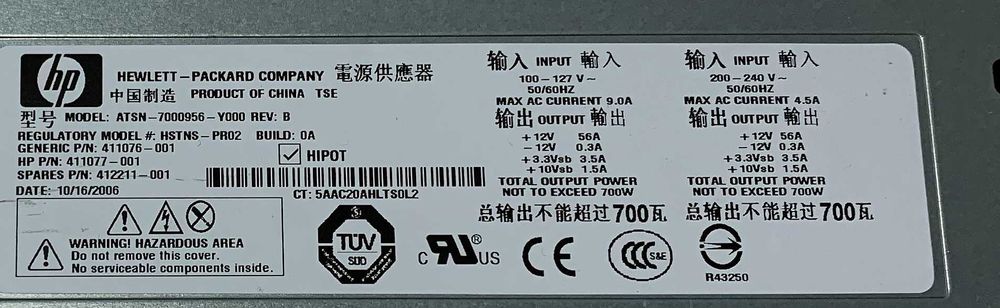 hp
HEWLETT-PACKARD COMPANY 電源供應器
中国制造 PRODUCT OF CHINA TSE
型号 MODEL: ATSN-7000956-Y000 REV: B
REGULATORY MODEL #: HSTNS-PR02 BUILD: 0A
GENERIC P/N: 411076-001
HP P/N: 411077-001
SPARES P/N: 412211-001
DATE: 10/16/2006
HIPOT
CT: 5AAC20AHLTS0L2
WARNING! HAZARDOUS AREA
Do not remove this cover.
No serviceable components inside.
输入 INPUT 輸入
100-127 V~
50/60HZ
MAX AC CURRENT 9.0A
输出 OUTPUT 輸出
+12V 56A
-12V 0.3A
+3.3Vsb 3.5A
+10Vsb 1.5A
TOTAL OUTPUT POWER
NOT TO EXCEED 700W
总输出不能超过700瓦
输入 INPUT 輸入
200-240 V~
50/60HZ
MAX AC CURRENT 4.5A
输出 OUTPUT 輸出
+12V 56A
-12V 0.3A
+3.3Vsb 3.5A
+10Vsb 1.5A
TOTAL OUTPUT POWER
NOT TO EXCEED 700W
总输出不能超过700瓦
TÜV
SÜD
c RU US
®
CE
CCC S&E
R43250